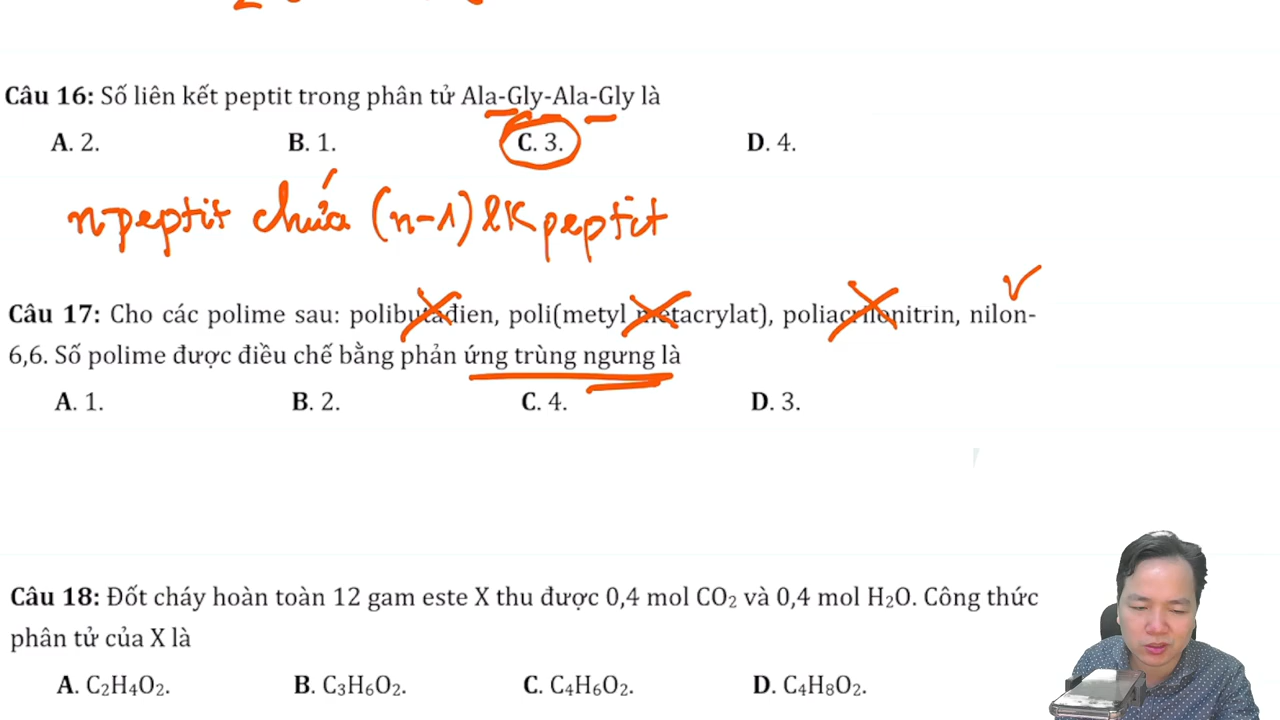 Câu 16: Số liên kết peptit trong phân tử Ala-Gly-Ala-Gly là
A. 2. B. 1. C. 3. D. 4.
n-peptit chứa (n-1) lk peptit
Câu 17: Cho các polime sau: polibutađien, poli(metyl metacrylat), poliacrilonitrin, nilon-
6,6. Số polime được điều chế bằng phản ứng trùng ngưng là
A. 1. B. 2. C. 4. D. 3.
Câu 18: Đốt cháy hoàn toàn 12 gam este X thu được 0,4 mol CO₂ và 0,4 mol H₂O. Công thức
phân tử của X là
A. C₂H₄O₂. B. C₃H₆O₂. C. C₄H₆O₂. D. C₄H₈O₂.